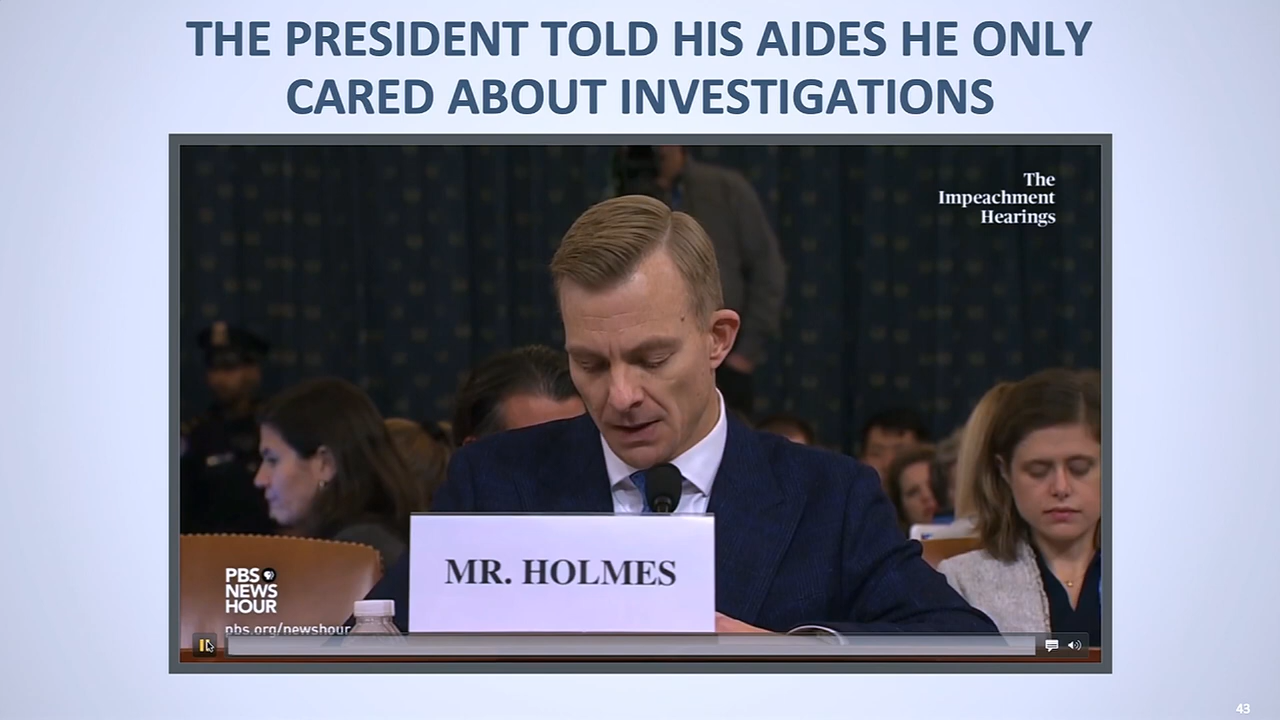 THE PRESIDENT TOLD HIS AIDES HE ONLY
CARED ABOUT INVESTIGATIONS
The
Impeachment
Hearings
MR. HOLMES
PBS
NEWS
HOUR
pbs.org/newshour
43